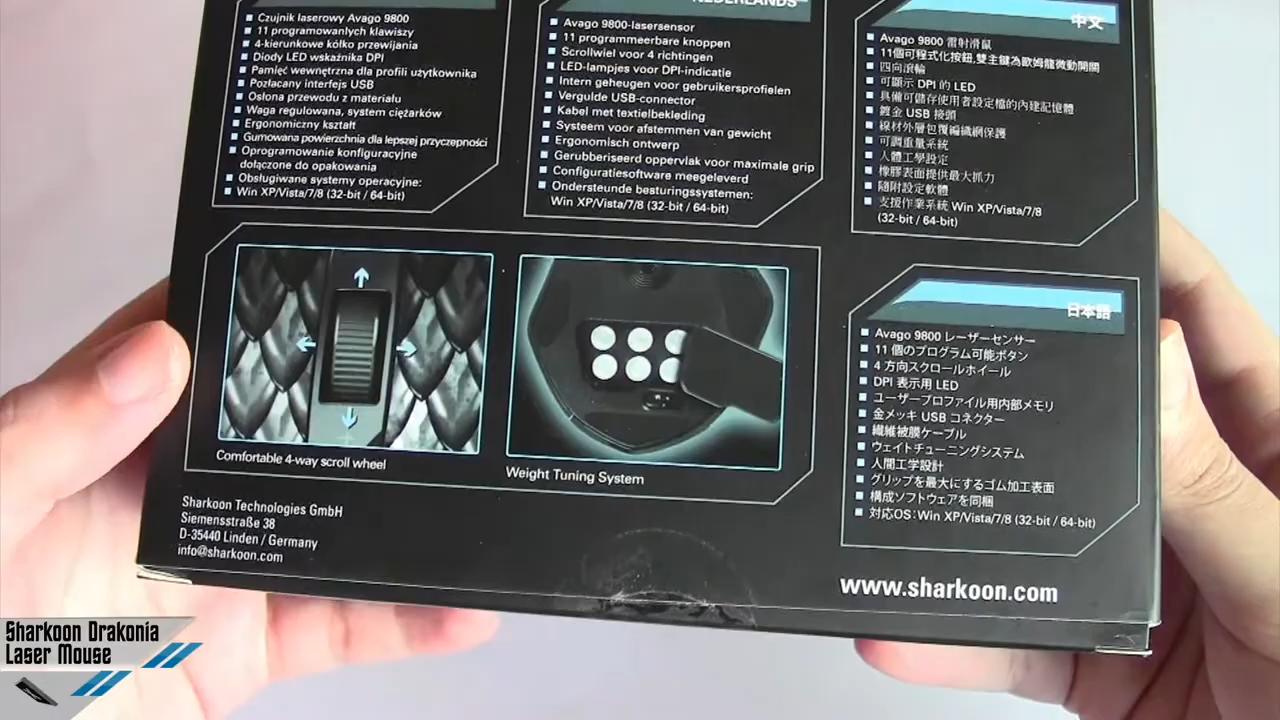 Czujnik laserowy Avago 9800
11 programowanlych klawiszy
4-kierunkowe kółko przewijania
Diody LED wskaźnika DPI
Pamięć wewnętrzna dla profili użytkownika
Pozłacany interfejs USB
Osłona przewodu z materiału
Waga regulowana, system ciężarków
Ergonomiczny kształt
Gumowana powierzchnia dla lepszej przyczepności
Oprogramowanie konfiguracyjne
dołączone do opakowania
Obsługiwane systemy operacyjne:
Win XP/Vista/7/8 (32-bit / 64-bit)
NEDERLANDS
Avago 9800-lasersensor
11 programmeerbare knoppen
Scrollwiel voor 4 richtingen
LED-lampjes voor DPI-indicatie
Intern geheugen voor gebruikersprofielen
Vergulde USB-connector
Kabel met textielbekleding
Systeem voor afstemmen van gewicht
Ergonomisch ontwerp
Gerubberiseerd oppervlak voor maximale grip
Configuratiesoftware meegeleverd
Ondersteunde besturingssystemen:
Win XP/Vista/7/8 (32-bit / 64-bit)
中文
Avago 9800 雷射滑鼠
11個可程式化按鈕,雙主鍵為歐姆龍微動開關
四向滾輪
可顯示 DPI 的 LED
具備可儲存使用者設定檔的內建記憶體
鍍金 USB 接頭
線材外層包覆編織網保護
可調重量系統
人體工學設定
橡膠表面提供最大抓力
隨附設定軟體
支援作業系統 Win XP/Vista/7/8
(32-bit / 64-bit)
Comfortable 4-way scroll wheel
Weight Tuning System
日本語
Avago 9800 レーザーセンサー
11 個のプログラム可能ボタン
4 方向スクロールホイール
DPI 表示用 LED
ユーザープロファイル用内部メモリ
金メッキ USB コネクター
繊維被膜ケーブル
ウェイトチューニングシステム
人間工学設計
グリップを最大にするゴム加工表面
構成ソフトウェアを同梱
対応OS:Win XP/Vista/7/8 (32-bit / 64-bit)
Sharkoon Technologies GmbH
Siemensstraße 38
D-35440 Linden / Germany
info@sharkoon.com
www.sharkoon.com
Sharkoon Drakonia
Laser Mouse